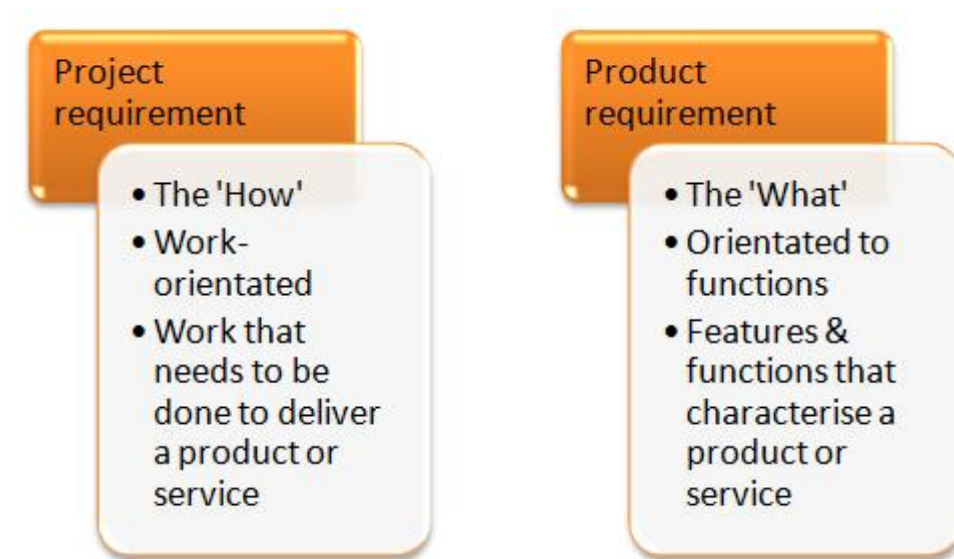 Project
requirement
• The 'How'
• Work-
orientated
• Work that
needs to be
done to deliver
a product or
service
Product
requirement
• The 'What'
• Orientated to
functions
• Features &
functions that
characterise a
product or
service